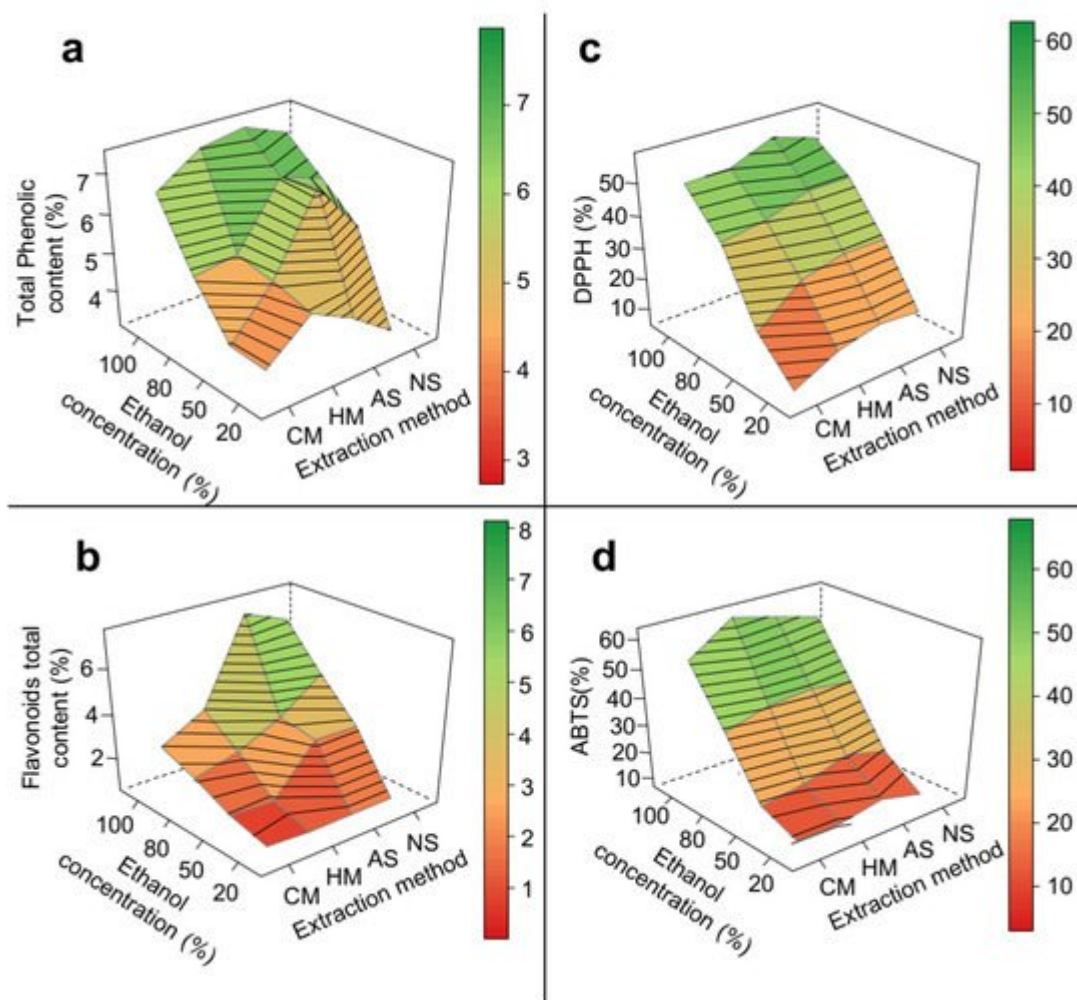 a
Total Phenolic
content (%)
7
6
5
4
100
80
50
20
Ethanol
concentration (%)
CM
HM
AS
NS
Extraction method
7
6
5
4
3
c
DPPH (%)
50
40
30
20
10
100
80
50
20
Ethanol
concentration (%)
CM
HM
AS
NS
Extraction method
60
50
40
30
20
10
b
Flavonoids total
content (%)
6
4
2
100
80
50
20
Ethanol
concentration (%)
CM
HM
AS
NS
Extraction method
8
7
6
5
4
3
2
1
d
ABTS(%)
60
50
40
30
20
10
100
80
50
20
Ethanol
concentration (%)
CM
HM
AS
NS
Extraction method
60
50
40
30
20
10